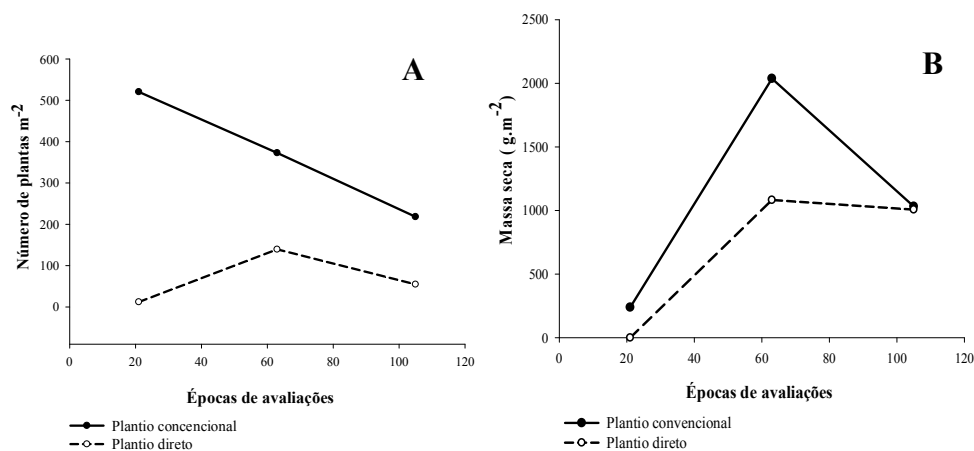 A
Número de plantas m-2
600
500
400
300
200
100
0
0 20 40 60 80 100 120
Épocas de avaliações
Plantio concencional
Plantio direto
B
Massa seca ( g.m-2)
2500
2000
1500
1000
500
0
0 20 40 60 80 100 120
Épocas de avaliações
Plantio convencional
Plantio direto